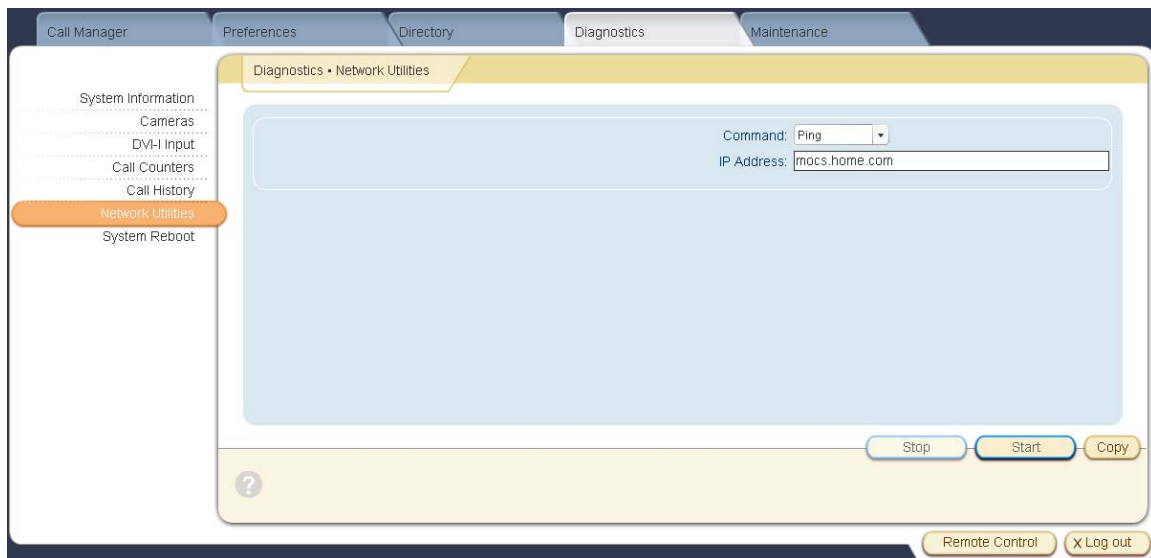 Call Manager
Preferences
Directory
Diagnostics
Maintenance
Diagnostics • Network Utilities
System Information
Cameras
DVI-I Input
Call Counters
Call History
Network Utilities
System Reboot
Command: Ping
IP Address: mocs.home.com
Stop
Start
Copy
?
Remote Control
X Log out